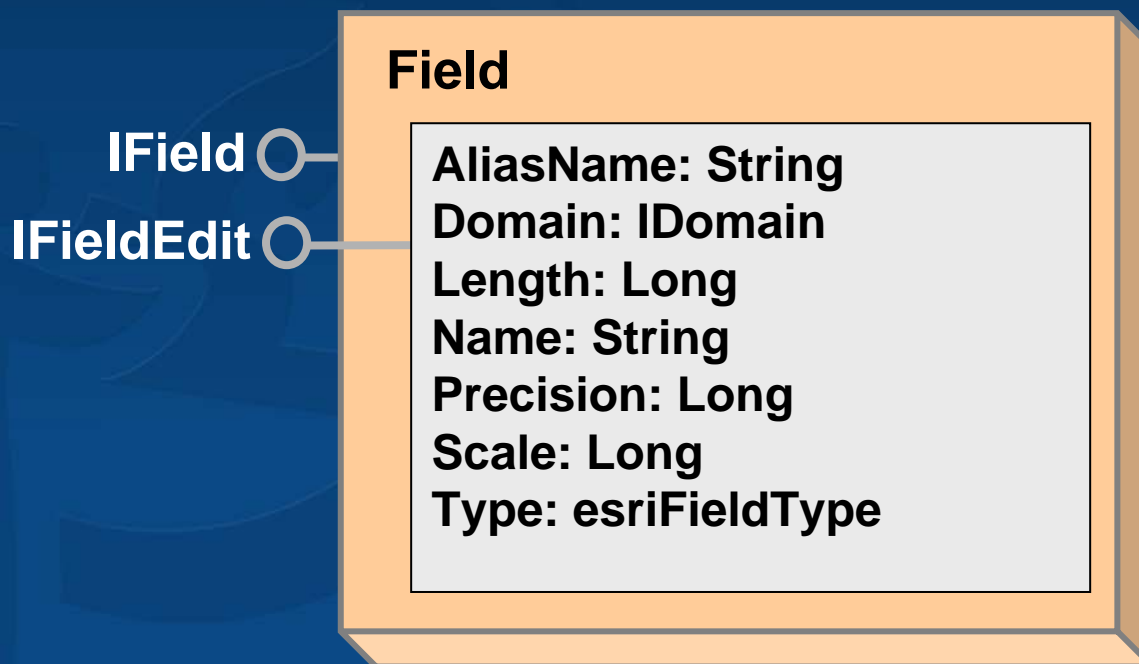 Field
IField
IFieldEdit
AliasName: String
Domain: IDomain
Length: Long
Name: String
Precision: Long
Scale: Long
Type: esriFieldType